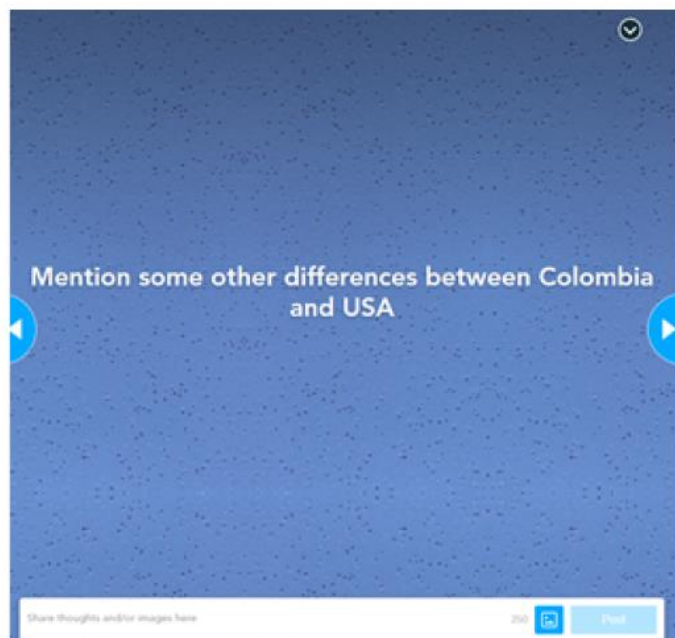 Mention some other differences between Colombia
and USA
Share thoughts and/or images here
250
Post